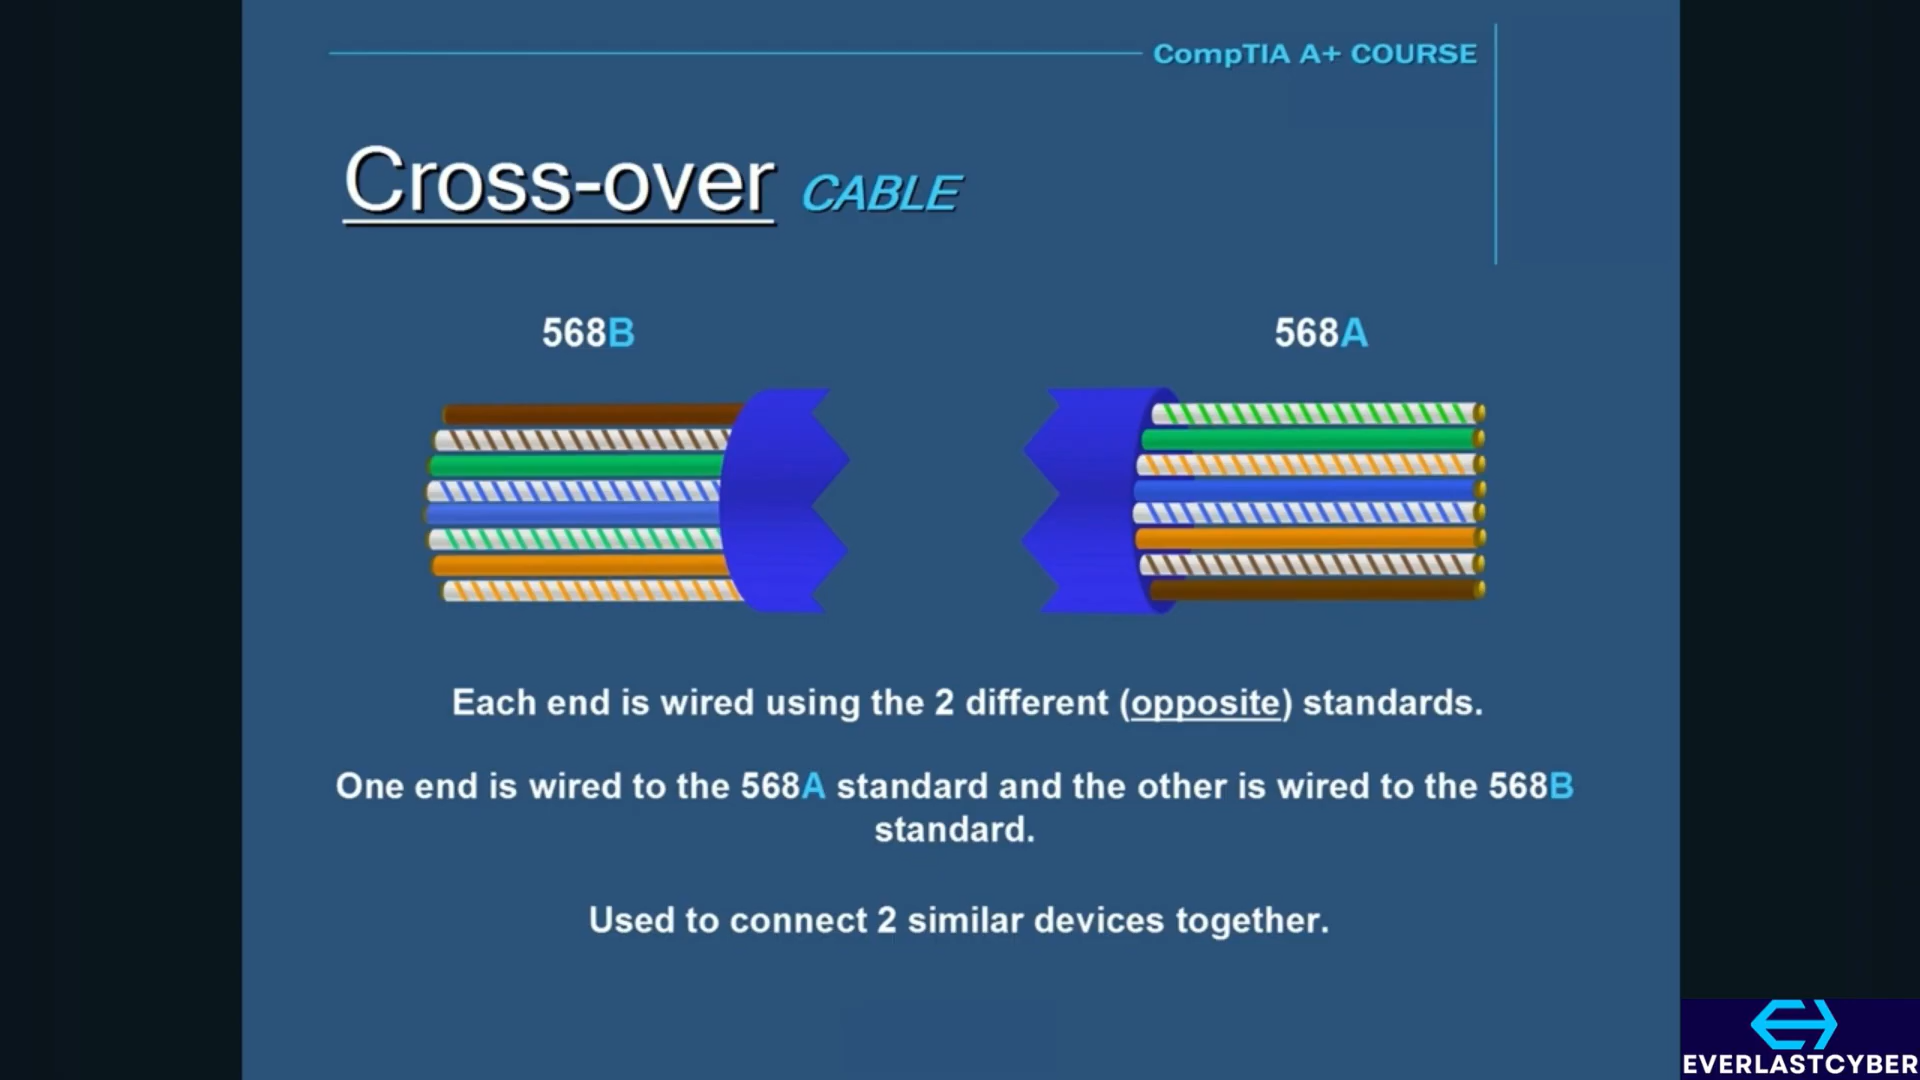 CompTIA A+ COURSE
Cross-over CABLE
568B
568A
Each end is wired using the 2 different (opposite) standards.
One end is wired to the 568A standard and the other is wired to the 568B
standard.
Used to connect 2 similar devices together.
EVERLASTCYBER